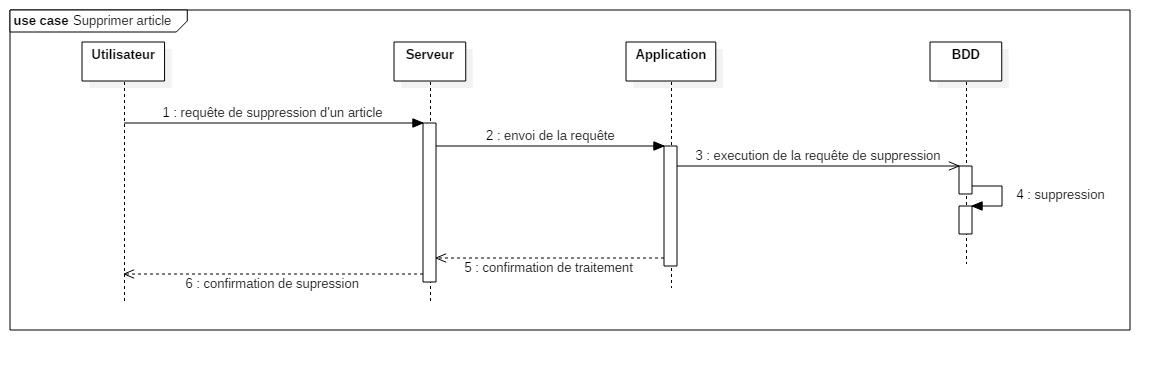 use case Supprimer article
Utilisateur
Serveur
Application
BDD
1 : requête de suppression d'un article
2 : envoi de la requête
3 : execution de la requête de suppression
4 : suppression
5 : confirmation de traitement
6 : confirmation de supression